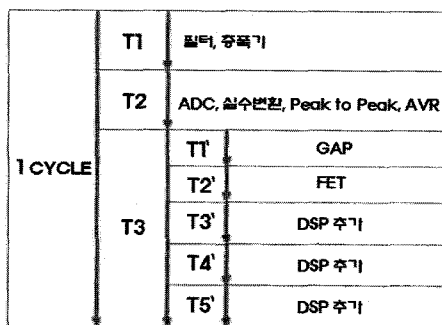 1 CYCLE
T1 필터, 증폭기
T2 ADC, 실수변환, Peak to Peak, AVR
T3
T1' GAP
T2' FET
T3' DSP 추가
T4' DSP 추가
T5' DSP 추가